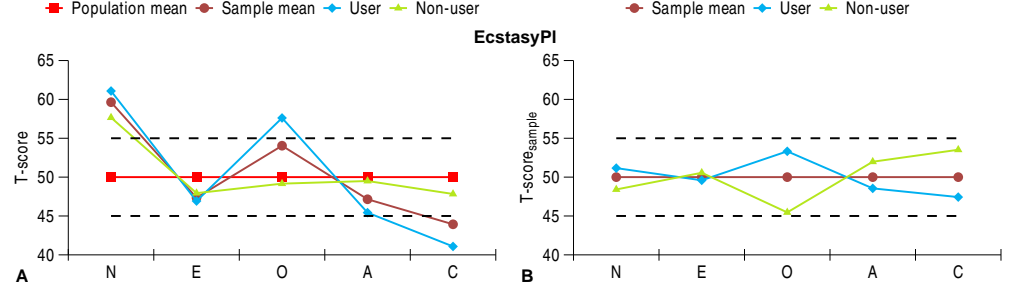 Population mean Sample mean User Non-user
Sample mean User Non-user
EcstasyPl
T-score
65
60
55
50
45
40
N E O A C
A
T-scoresample
65
60
55
50
45
40
N E O A C
B